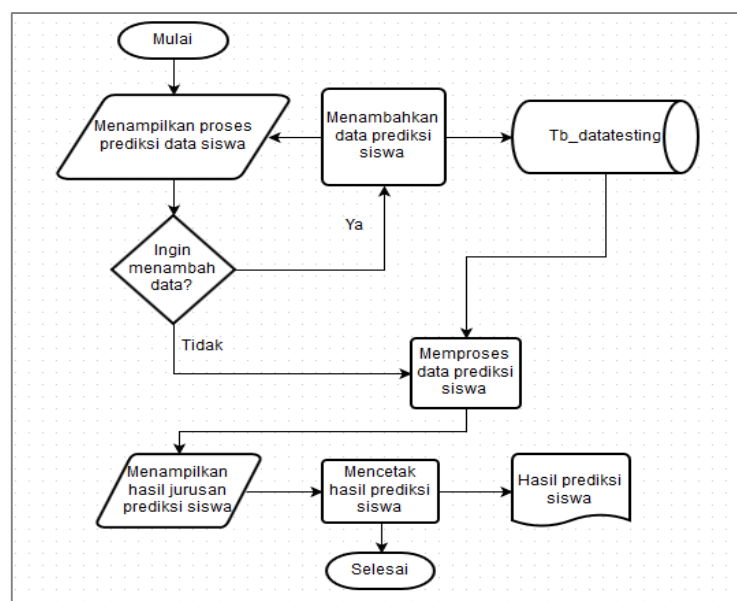 Mulai
Menampilkan proses
prediksi data siswa
Menambahkan
data prediksi
siswa
Tb_datatesting
Ya
Ingin
menambah
data?
Tidak
Memproses
data prediksi
siswa
Menampilkan
hasil jurusan
prediksi siswa
Mencetak
hasil prediksi
siswa
Hasil prediksi
siswa
Selesai